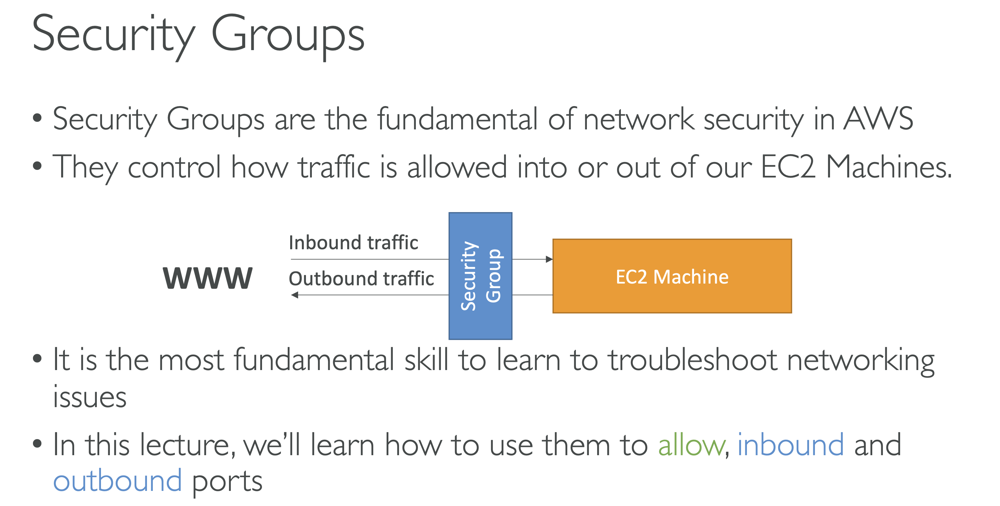 Security Groups
• Security Groups are the fundamental of network security in AWS
• They control how traffic is allowed into or out of our EC2 Machines.
WWW
Inbound traffic
Outbound traffic
Security
Group
EC2 Machine
• It is the most fundamental skill to learn to troubleshoot networking
issues
• In this lecture, we’ll learn how to use them to allow, inbound and
outbound ports